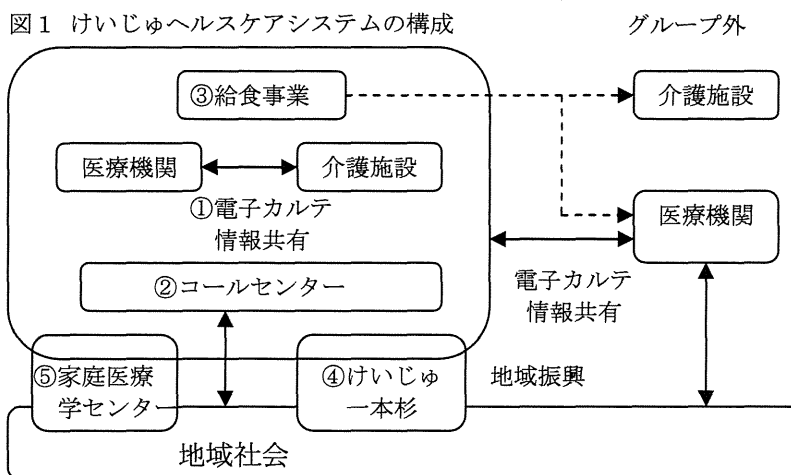 図1 けいじゅヘルスケアシステムの構成
グループ外
③給食事業
介護施設
医療機関
介護施設
①電子カルテ
情報共有
医療機関
②コールセンター
電子カルテ
情報共有
⑤家庭医療
学センター
④けいじゅ
一本杉
地域振興
地域社会